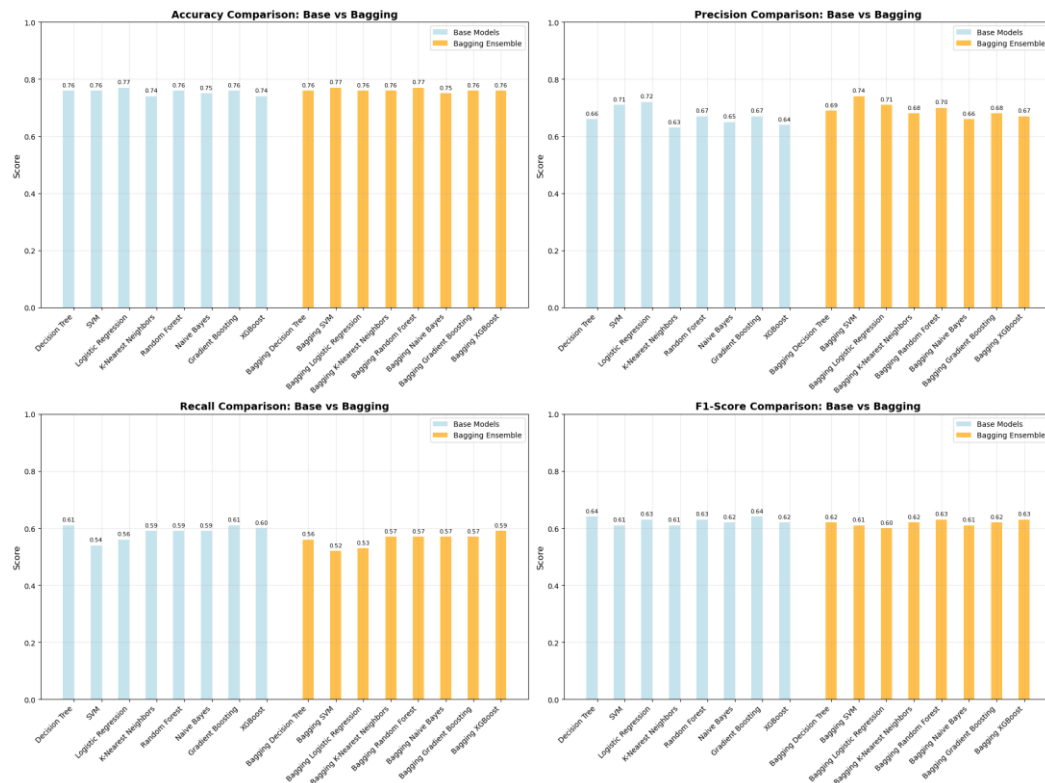 Accuracy Comparison: Base vs Bagging
Base Models
Bagging Ensemble
Score
1.0
0.8
0.6
0.4
0.2
0.0
0.76 0.76 0.77 0.74 0.76 0.75 0.76 0.74 0.76 0.77 0.76 0.76 0.77 0.75 0.76 0.76
Decision Tree
SVM
Logistic Regression
K-Nearest Neighbors
Random Forest
Naive Bayes
Gradient Boosting
XGBoost
Bagging Decision Tree
Bagging SVM
Bagging Logistic Regression
Bagging K-Nearest Neighbors
Bagging Random Forest
Bagging Naive Bayes
Bagging Gradient Boosting
Bagging XGBoost
Precision Comparison: Base vs Bagging
Base Models
Bagging Ensemble
Score
1.0
0.8
0.6
0.4
0.2
0.0
0.66 0.71 0.72 0.63 0.67 0.65 0.67 0.64 0.69 0.74 0.71 0.68 0.70 0.66 0.68 0.67
Decision Tree
SVM
Logistic Regression
K-Nearest Neighbors
Random Forest
Naive Bayes
Gradient Boosting
XGBoost
Bagging Decision Tree
Bagging SVM
Bagging Logistic Regression
Bagging K-Nearest Neighbors
Bagging Random Forest
Bagging Naive Bayes
Bagging Gradient Boosting
Bagging XGBoost
Recall Comparison: Base vs Bagging
Base Models
Bagging Ensemble
Score
1.0
0.8
0.6
0.4
0.2
0.0
0.61 0.54 0.56 0.59 0.59 0.59 0.61 0.60 0.56 0.52 0.53 0.57 0.57 0.57 0.57 0.59
Decision Tree
SVM
Logistic Regression
K-Nearest Neighbors
Random Forest
Naive Bayes
Gradient Boosting
XGBoost
Bagging Decision Tree
Bagging SVM
Bagging Logistic Regression
Bagging K-Nearest Neighbors
Bagging Random Forest
Bagging Naive Bayes
Bagging Gradient Boosting
Bagging XGBoost
F1-Score Comparison: Base vs Bagging
Base Models
Bagging Ensemble
Score
1.0
0.8
0.6
0.4
0.2
0.0
0.64 0.61 0.63 0.61 0.63 0.62 0.64 0.62 0.62 0.61 0.60 0.62 0.63 0.61 0.62 0.63
Decision Tree
SVM
Logistic Regression
K-Nearest Neighbors
Random Forest
Naive Bayes
Gradient Boosting
XGBoost
Bagging Decision Tree
Bagging SVM
Bagging Logistic Regression
Bagging K-Nearest Neighbors
Bagging Random Forest
Bagging Naive Bayes
Bagging Gradient Boosting
Bagging XGBoost